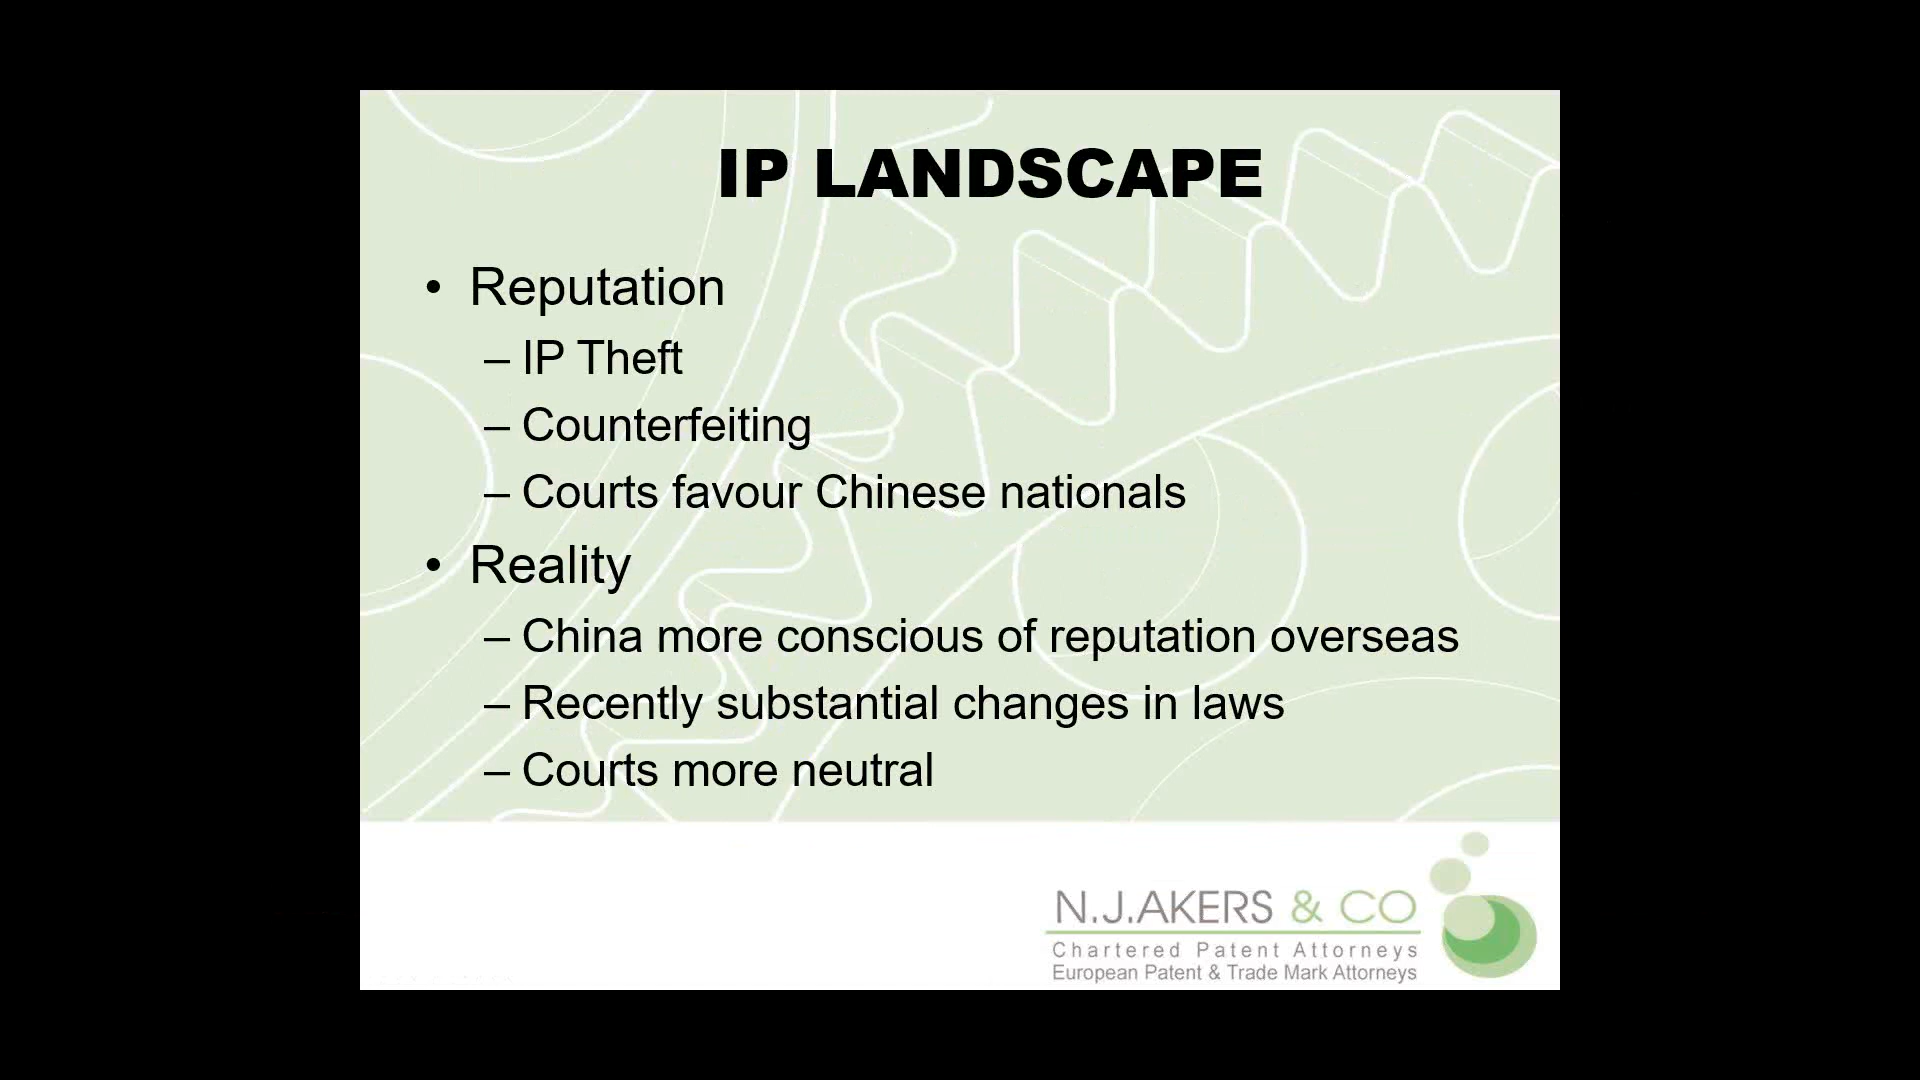 IP LANDSCAPE
• Reputation
– IP Theft
– Counterfeiting
– Courts favour Chinese nationals
• Reality
– China more conscious of reputation overseas
– Recently substantial changes in laws
– Courts more neutral
N.J.AKERS & CO
Chartered Patent Attorneys
European Patent & Trade Mark Attorneys